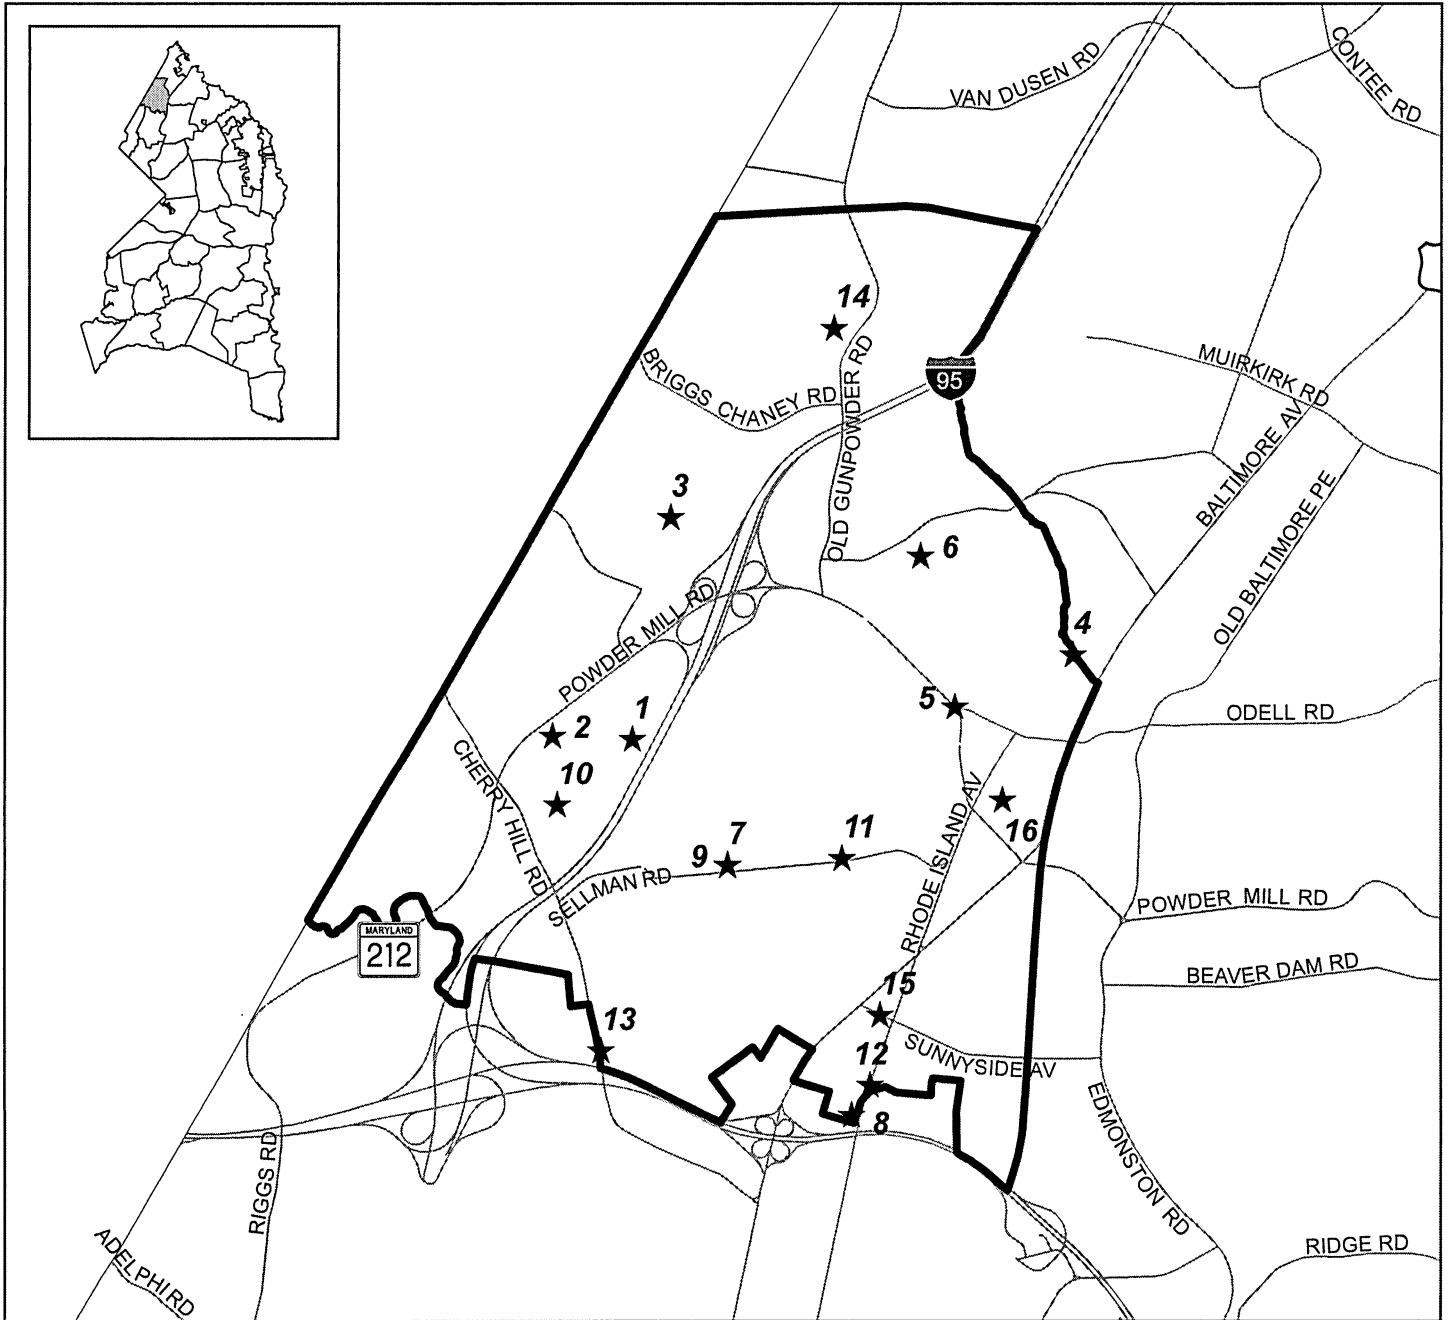 CONTEE RD
VAN DUSEN RD
14
BRIGGS CHANEY RD
OLD GUNPOWDER RD
95
MUIRKIRK RD
BALTIMORE AV
OLD BALTIMORE PE
3
6
POWDER MILL RD
4
5
ODELL RD
2
1
10
CHERRY HILL RD
RHODE ISLAND AV
16
7
9
11
SELLMAN RD
POWDER MILL RD
MARYLAND
212
BEAVER DAM RD
15
13
12
SUNNYSIDE AV
8
EDMONSTON RD
RIGGS RD
ADELPHI RD
RIDGE RD